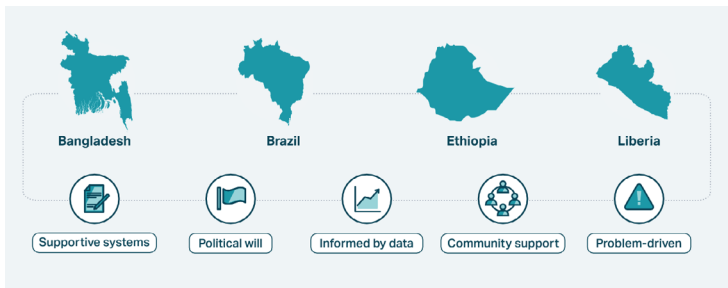 Bangladesh
Brazil
Ethiopia
Liberia
Supportive systems
Political will
Informed by data
Community support
Problem-driven